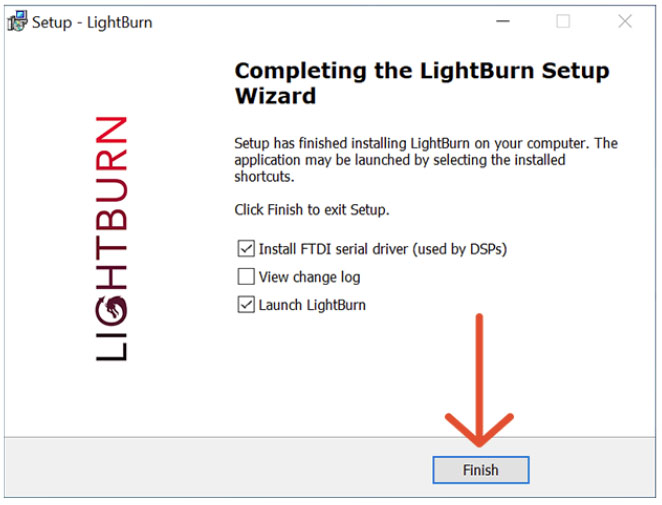 Setup - LightBurn
LIGHTBURN
Completing the LightBurn Setup
Wizard
Setup has finished installing LightBurn on your computer. The
application may be launched by selecting the installed
shortcuts.
Click Finish to exit Setup.
Install FTDI serial driver (used by DSPs)
View change log
Launch LightBurn
Finish